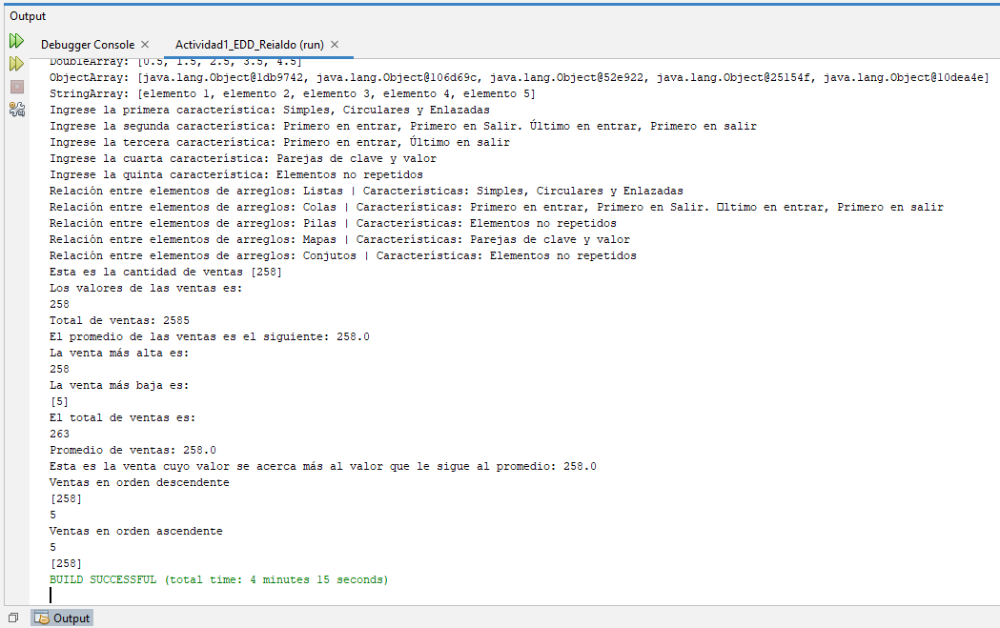 Output
Debugger Console × Actividad1_EDD_Reialdo (run) ×
DoubleArray: [0.5, 1.5, 2.5, 3.5, 4.5]
ObjectArray: [java.lang.Object@1db9742, java.lang.Object@106d69c, java.lang.Object@52e922, java.lang.Object@25154f, java.lang.Object@10dea4e]
StringArray: [elemento 1, elemento 2, elemento 3, elemento 4, elemento 5]
Ingrese la primera característica: Simples, Circulares y Enlazadas
Ingrese la segunda característica: Primero en entrar, Primero en Salir. Último en entrar, Primero en salir
Ingrese la tercera característica: Primero en entrar, Último en salir
Ingrese la cuarta característica: Parejas de clave y valor
Ingrese la quinta característica: Elementos no repetidos
Relación entre elementos de arreglos: Listas | Características: Simples, Circulares y Enlazadas
Relación entre elementos de arreglos: Colas | Características: Primero en entrar, Primero en Salir. □ltimo en entrar, Primero en salir
Relación entre elementos de arreglos: Pilas | Características: Elementos no repetidos
Relación entre elementos de arreglos: Mapas | Características: Parejas de clave y valor
Relación entre elementos de arreglos: Conjutos | Características: Elementos no repetidos
Esta es la cantidad de ventas [258]
Los valores de las ventas es:
258
Total de ventas: 2585
El promedio de las ventas es el siguiente: 258.0
La venta más alta es:
258
La venta más baja es:
[5]
El total de ventas es:
263
Promedio de ventas: 258.0
Esta es la venta cuyo valor se acerca más al valor que le sigue al promedio: 258.0
Ventas en orden descendente
[258]
5
Ventas en orden ascendente
5
[258]
BUILD SUCCESSFUL (total time: 4 minutes 15 seconds)
Output